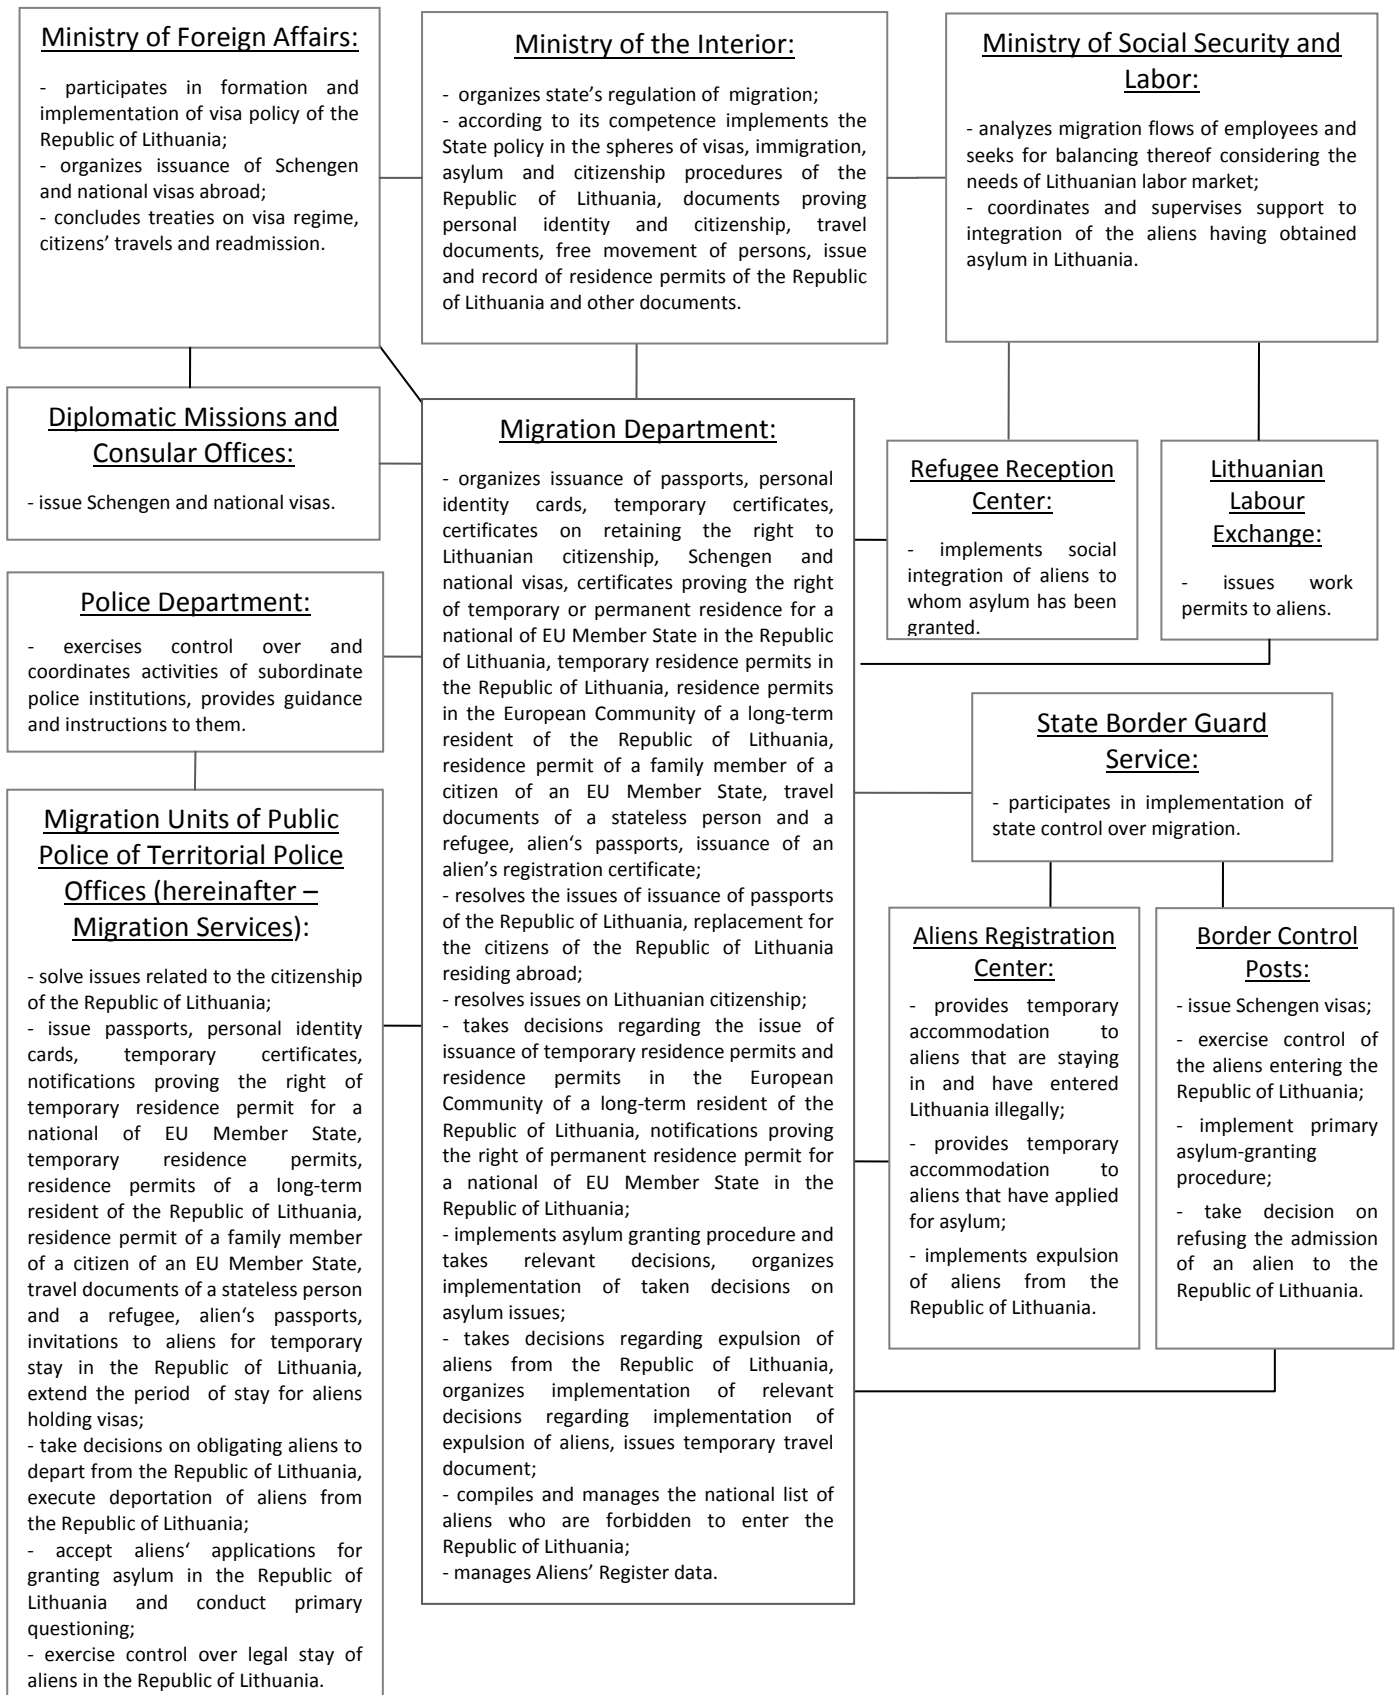 Ministry of Foreign Affairs:
- participates in formation and
implementation of visa policy of the
Republic of Lithuania;
- organizes issuance of Schengen
and national visas abroad;
- concludes treaties on visa regime,
citizens’ travels and readmission.
Ministry of the Interior:
- organizes state’s regulation of migration;
- according to its competence implements the
State policy in the spheres of visas, immigration,
asylum and citizenship procedures of the
Republic of Lithuania, documents proving
personal identity and citizenship, travel
documents, free movement of persons, issue
and record of residence permits of the Republic
of Lithuania and other documents.
Ministry of Social Security and
Labor:
- analyzes migration flows of employees and
seeks for balancing thereof considering the
needs of Lithuanian labor market;
- coordinates and supervises support to
integration of the aliens having obtained
asylum in Lithuania.
Diplomatic Missions and
Consular Offices:
- issue Schengen and national visas.
Police Department:
- exercises control over and
coordinates activities of subordinate
police institutions, provides guidance
and instructions to them.
Migration Units of Public
Police of Territorial Police
Offices (hereinafter –
Migration Services):
- solve issues related to the citizenship
of the Republic of Lithuania;
- issue passports, personal identity
cards, temporary certificates,
notifications proving the right of
temporary residence permit for a
national of EU Member State,
temporary residence permits,
residence permits of a long-term
resident of the Republic of Lithuania,
residence permit of a family member
of a citizen of an EU Member State,
travel documents of a stateless person
and a refugee, alien‘s passports,
invitations to aliens for temporary
stay in the Republic of Lithuania,
extend the period of stay for aliens
holding visas;
- take decisions on obligating aliens to
depart from the Republic of Lithuania,
execute deportation of aliens from
the Republic of Lithuania;
- accept aliens‘ applications for
granting asylum in the Republic of
Lithuania and conduct primary
questioning;
- exercise control over legal stay of
aliens in the Republic of Lithuania.
Migration Department:
- organizes issuance of passports, personal
identity cards, temporary certificates,
certificates on retaining the right to
Lithuanian citizenship, Schengen and
national visas, certificates proving the right
of temporary or permanent residence for a
national of EU Member State in the Republic
of Lithuania, temporary residence permits in
the Republic of Lithuania, residence permits
in the European Community of a long-term
resident of the Republic of Lithuania,
residence permit of a family member of a
citizen of an EU Member State, travel
documents of a stateless person and a
refugee, alien‘s passports, issuance of an
alien’s registration certificate;
- resolves the issues of issuance of passports
of the Republic of Lithuania, replacement for
the citizens of the Republic of Lithuania
residing abroad;
- resolves issues on Lithuanian citizenship;
- takes decisions regarding the issue of
issuance of temporary residence permits and
residence permits in the European
Community of a long-term resident of the
Republic of Lithuania, notifications proving
the right of permanent residence permit for
a national of EU Member State in the
Republic of Lithuania;
- implements asylum granting procedure and
takes relevant decisions, organizes
implementation of taken decisions on
asylum issues;
- takes decisions regarding expulsion of
aliens from the Republic of Lithuania,
organizes implementation of relevant
decisions regarding implementation of
expulsion of aliens, issues temporary travel
document;
- compiles and manages the national list of
aliens who are forbidden to enter the
Republic of Lithuania;
- manages Aliens’ Register data.
Refugee Reception
Center:
- implements social
integration of aliens to
whom asylum has been
granted.
Lithuanian
Labour
Exchange:
- issues work
permits to aliens.
State Border Guard
Service:
- participates in implementation of
state control over migration.
Aliens Registration
Center:
- provides temporary
accommodation to
aliens that are staying
in and have entered
Lithuania illegally;
- provides temporary
accommodation to
aliens that have applied
for asylum;
- implements expulsion
of aliens from the
Republic of Lithuania.
Border Control
Posts:
- issue Schengen visas;
- exercise control of
the aliens entering the
Republic of Lithuania;
- implement primary
asylum-granting
procedure;
- take decision on
refusing the admission
of an alien to the
Republic of Lithuania.